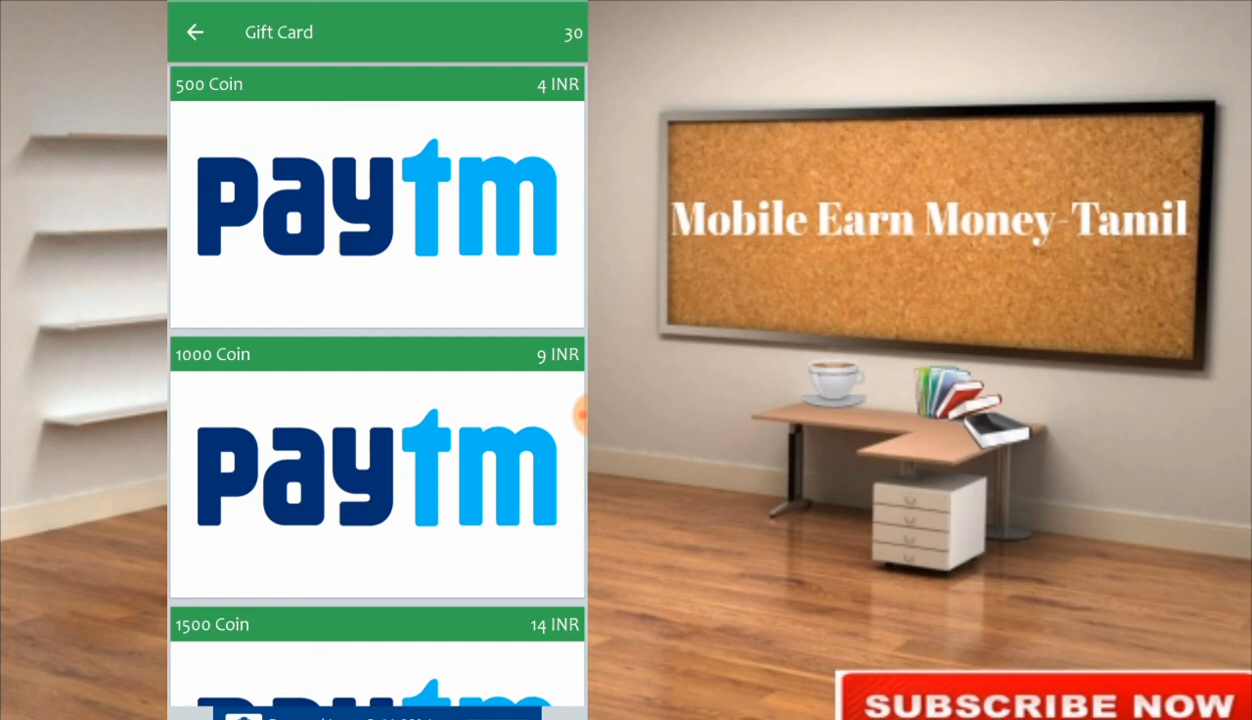 Gift Card 30
500 Coin 4 INR
paytm
1000 Coin 9 INR
paytm
1500 Coin 14 INR
paytm
Mobile Earn Money-Tamil
SUBSCRIBE NOW